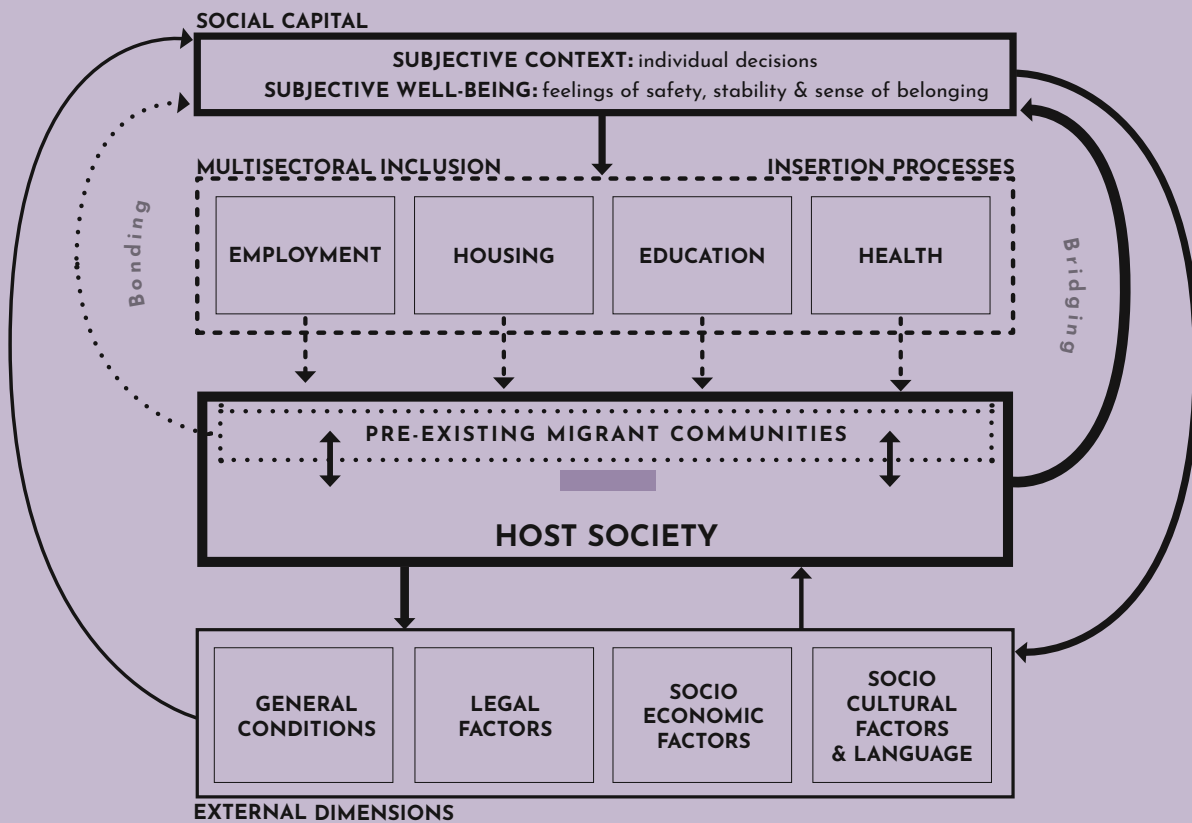 SOCIAL CAPITAL
SUBJECTIVE CONTEXT: individual decisions
SUBJECTIVE WELL-BEING: feelings of safety, stability & sense of belonging
MULTISECTORAL INCLUSION
INSERTION PROCESSES
Bonding
EMPLOYMENT
HOUSING
EDUCATION
HEALTH
Bridging
PRE-EXISTING MIGRANT COMMUNITIES
HOST SOCIETY
GENERAL
CONDITIONS
LEGAL
FACTORS
SOCIO
ECONOMIC
FACTORS
SOCIO
CULTURAL
FACTORS
& LANGUAGE
EXTERNAL DIMENSIONS